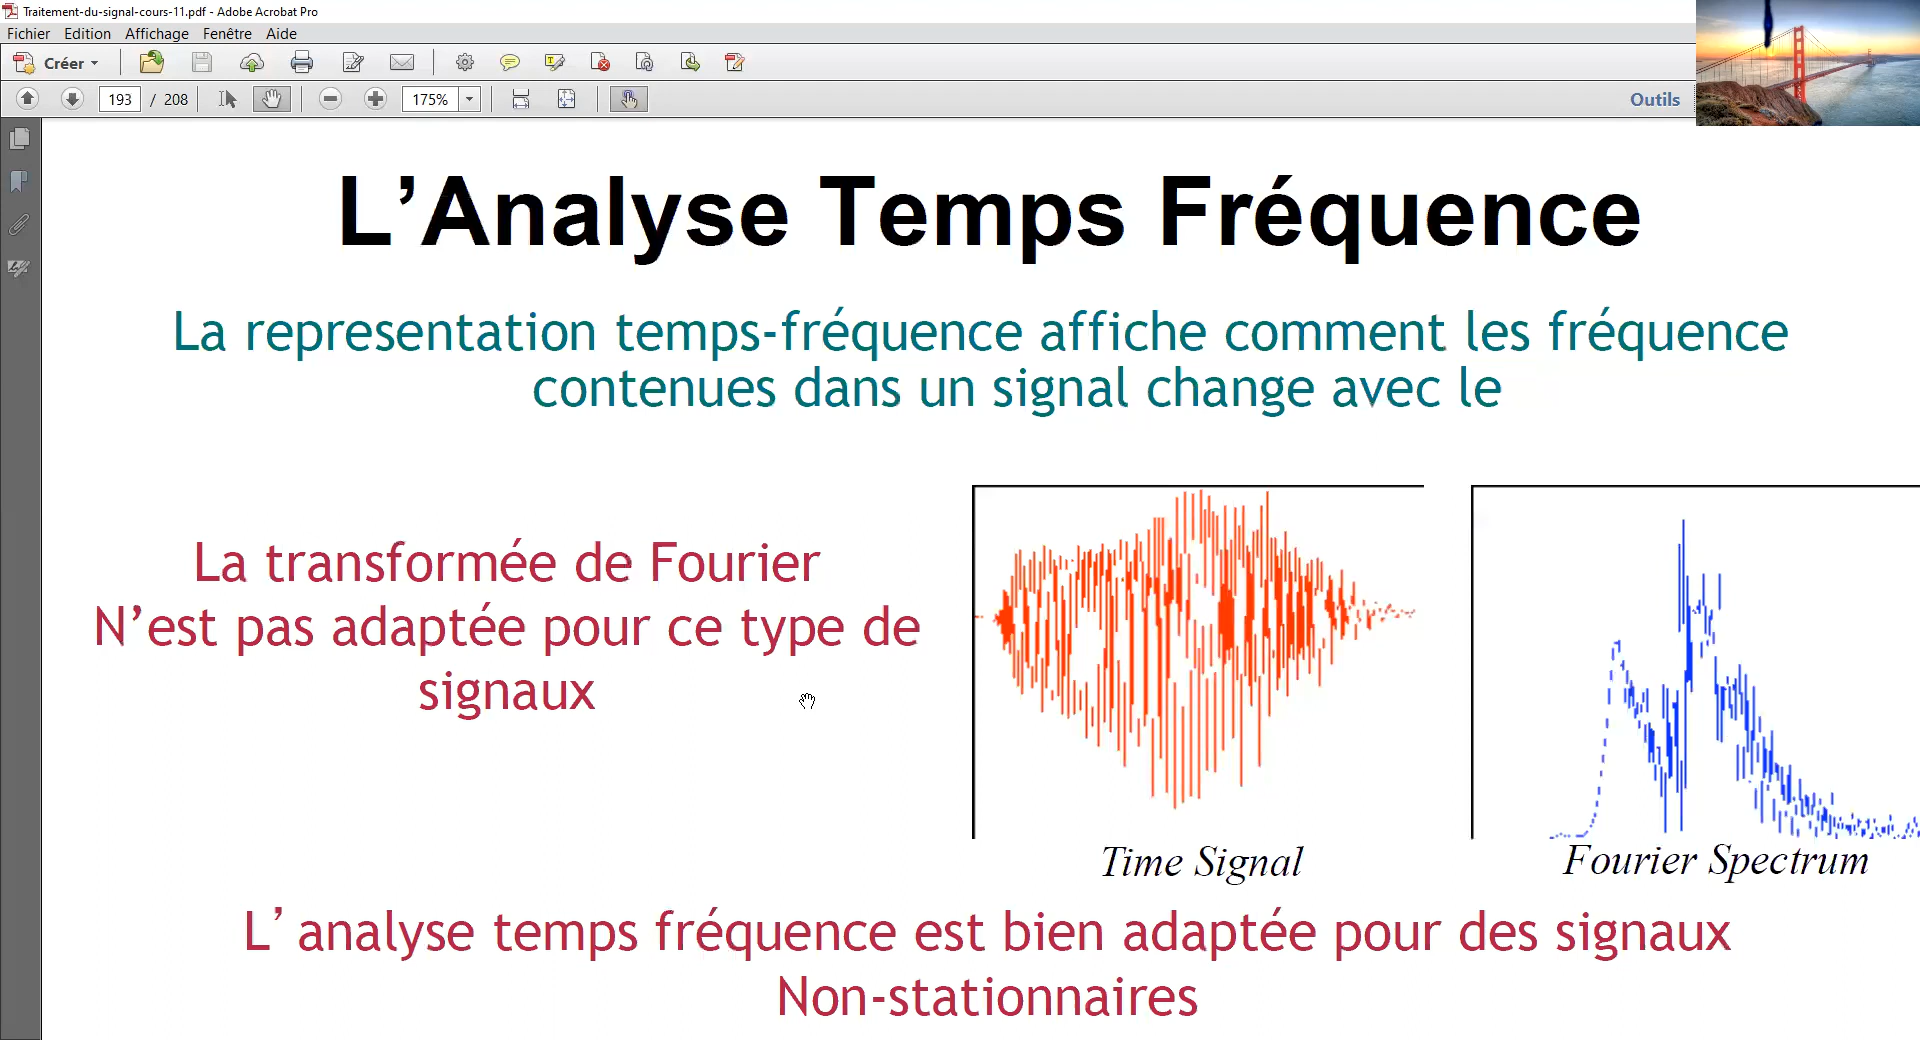 Traitement-du-signal-cours-11.pdf - Adobe Acrobat Pro
Fichier Edition Affichage Fenêtre Aide
Créer
193 / 208 175% Outils
L’Analyse Temps Fréquence
La representation temps-fréquence affiche comment les fréquence
contenues dans un signal change avec le
La transformée de Fourier
N’est pas adaptée pour ce type de
signaux
Time Signal
Fourier Spectrum
L’ analyse temps fréquence est bien adaptée pour des signaux
Non-stationnaires